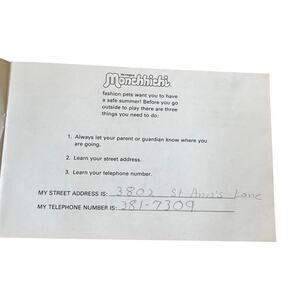 The Original
Monchhichi.
fashion pets want you to have
a safe summer! Before you go
outside to play there are three
things you need to do:
1. Always let your parent or guardian know where you
are going.
2. Learn your street address.
3. Learn your telephone number.
MY STREET ADDRESS IS: 3802 St Ann's Lane
MY TELEPHONE NUMBER IS: 381-7309